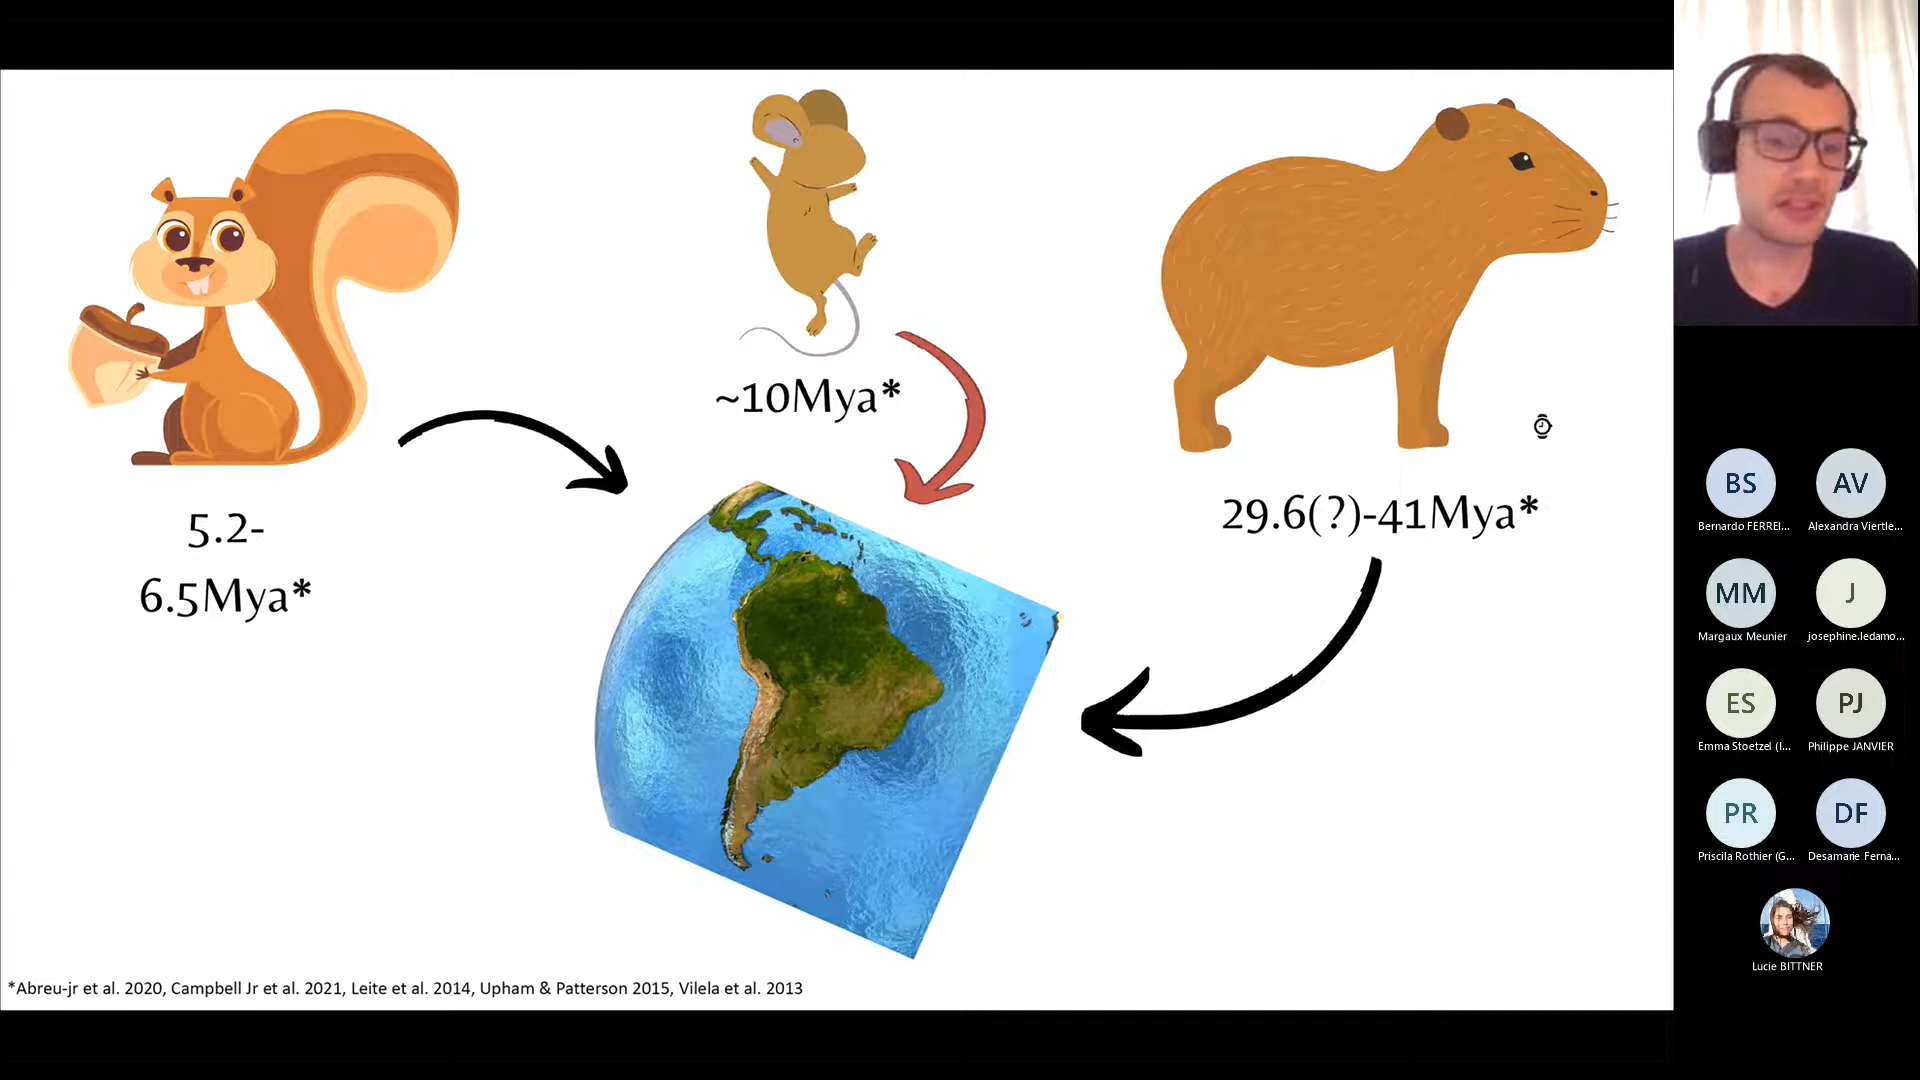 ~10Mya*
5.2-
6.5Mya*
29.6(?)-41Mya*
*Abreu-jr et al. 2020, Campbell Jr et al. 2021, Leite et al. 2014, Upham & Patterson 2015, Vilela et al. 2013
BS
AV
Bernardo FERREI...
Alexandra Viertle...
MM
J
Margaux Meunier
josephine.ledamo...
ES
PJ
Emma Stoetzel (I...
Philippe JANVIER
PR
DF
Priscila Rothier (G...
Desamarie Ferna...
Lucie BITTNER